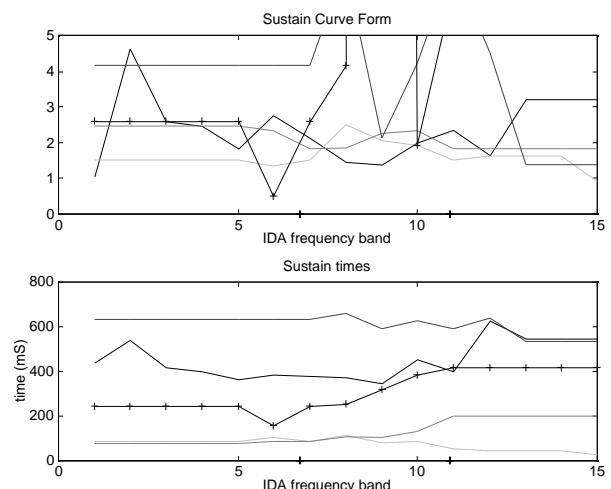 Sustain Curve Form
5
4
3
2
1
0
0 5 10 15
IDA frequency band
Sustain times
800
600
400
200
0
time (mS)
0 5 10 15
IDA frequency band